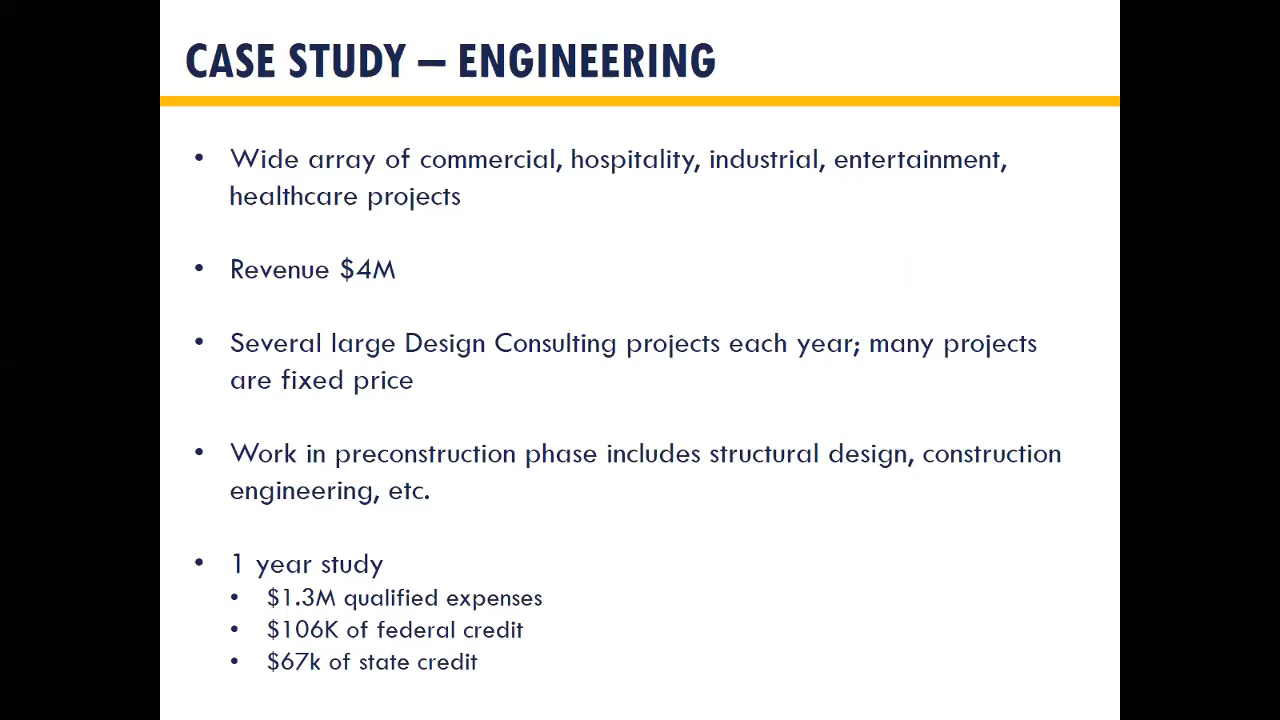 CASE STUDY – ENGINEERING
• Wide array of commercial, hospitality, industrial, entertainment,
healthcare projects
• Revenue $4M
• Several large Design Consulting projects each year; many projects
are fixed price
• Work in preconstruction phase includes structural design, construction
engineering, etc.
• 1 year study
• $1.3M qualified expenses
• $106K of federal credit
• $67k of state credit